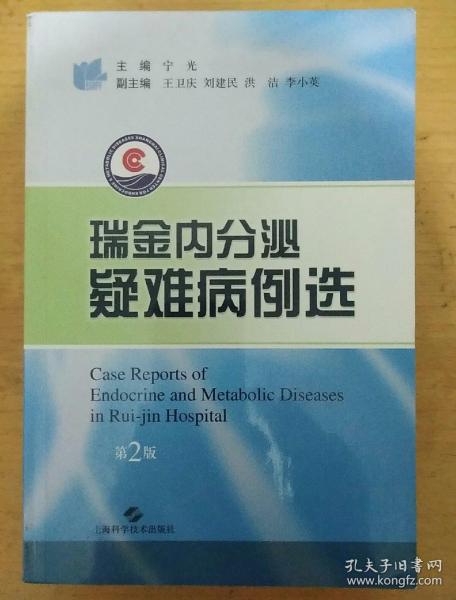 主 编 宁 光
副主编 王卫庆 刘建民 洪 洁 李小英
瑞金内分泌
疑难病例选
Case Reports of
Endocrine and Metabolic Diseases
in Rui-jin Hospital
第2版
上海科学技术出版社
孔夫子旧书网
www.kongfz.com